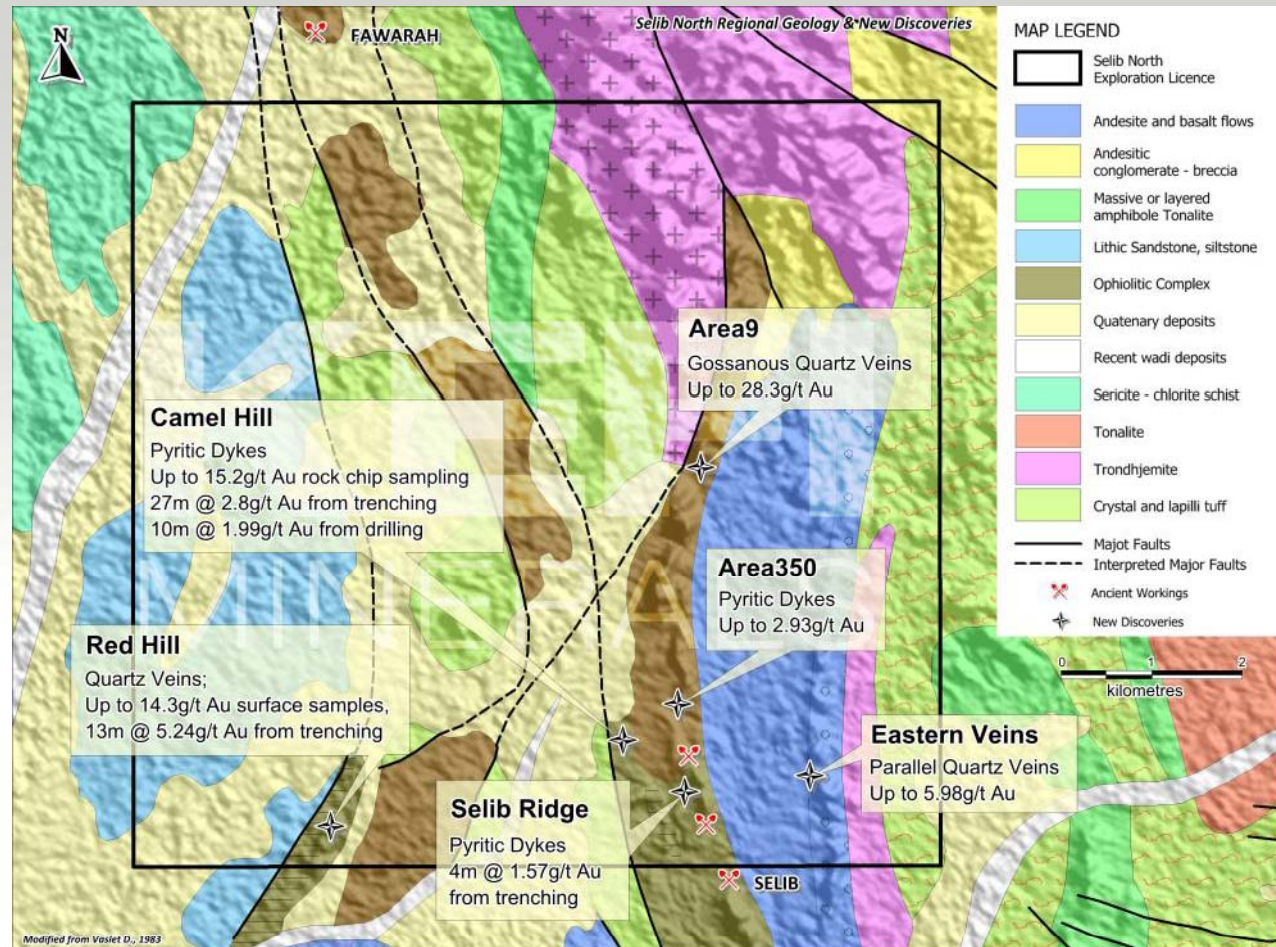 Selib North Regional Geology & New Discoveries
N
FAWARAH
Area9
Gossanous Quartz Veins
Up to 28.3g/t Au
Camel Hill
Pyritic Dykes
Up to 15.2g/t Au rock chip sampling
27m @ 2.8g/t Au from trenching
10m @ 1.99g/t Au from drilling
Area350
Pyritic Dykes
Up to 2.93g/t Au
Red Hill
Quartz Veins;
Up to 14.3g/t Au surface samples,
13m @ 5.24g/t Au from trenching
Eastern Veins
Parallel Quartz Veins
Up to 5.98g/t Au
Selib Ridge
Pyritic Dykes
4m @ 1.57g/t Au
from trenching
SELIB
Modified from Vaslet D., 1983
MAP LEGEND
Selib North
Exploration Licence
Andesite and basalt flows
Andesitic
conglomerate - breccia
Massive or layered
amphibole Tonalite
Lithic Sandstone, siltstone
Ophiolitic Complex
Quaternary deposits
Recent wadi deposits
Sericite - chlorite schist
Tonalite
Trondhjemite
Crystal and lapilli tuff
Majot Faults
Interpreted Major Faults
Ancient Workings
New Discoveries
0 1 2
kilometres